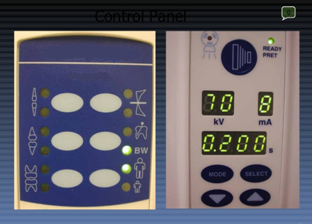 Control Panel
READY
PRET
BW
70 8
kV mA
0.200 s
MODE SELECT